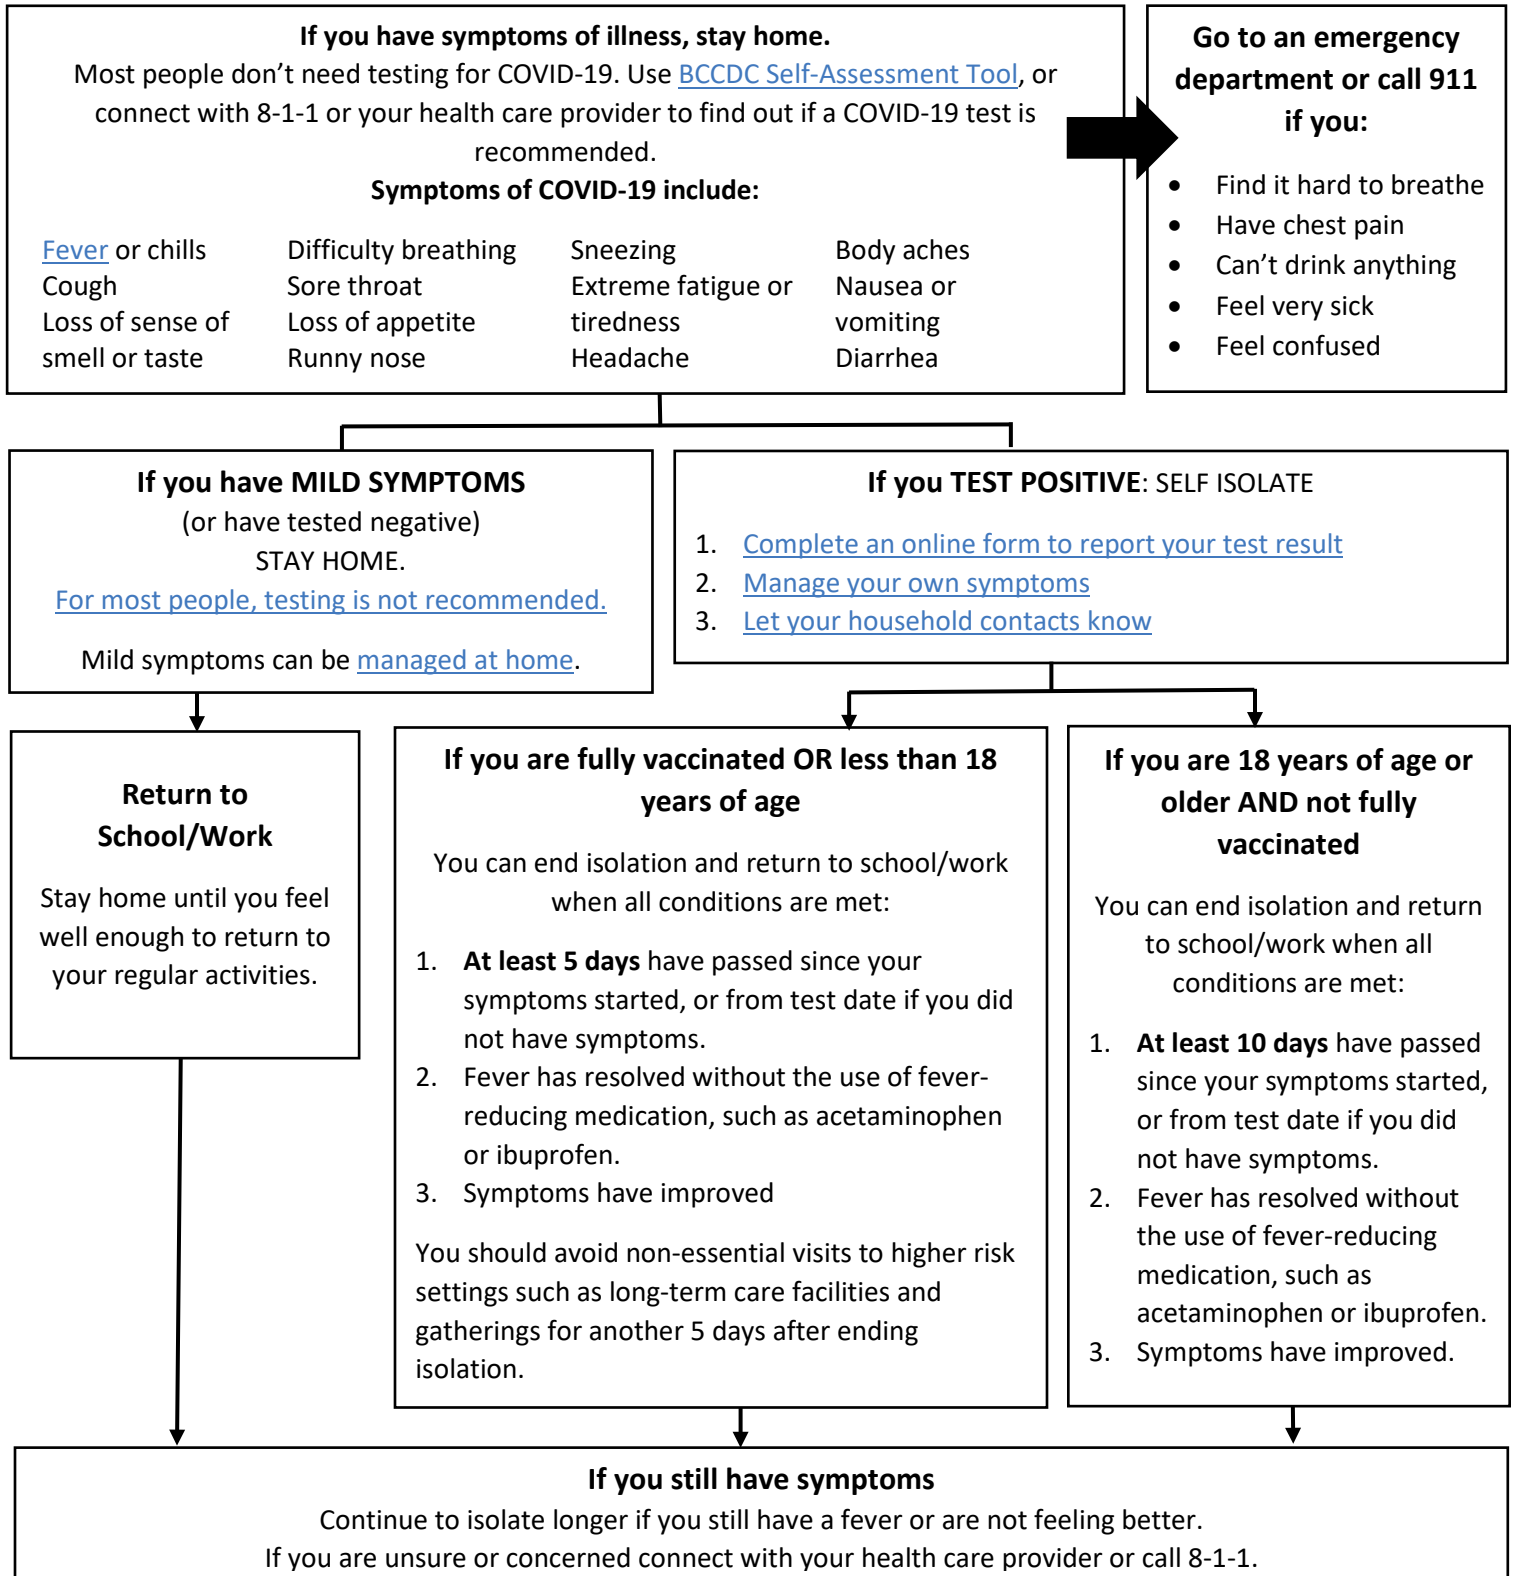 If you have symptoms of illness, stay home.
Most people don’t need testing for COVID-19. Use BCCDC Self-Assessment Tool, or
connect with 8-1-1 or your health care provider to find out if a COVID-19 test is
recommended.
Symptoms of COVID-19 include:
Fever or chills
Cough
Loss of sense of
smell or taste
Difficulty breathing
Sore throat
Loss of appetite
Runny nose
Sneezing
Extreme fatigue or
tiredness
Headache
Body aches
Nausea or
vomiting
Diarrhea
Go to an emergency
department or call 911
if you:
• Find it hard to breathe
• Have chest pain
• Can’t drink anything
• Feel very sick
• Feel confused
If you have MILD SYMPTOMS
(or have tested negative)
STAY HOME.
For most people, testing is not recommended.
Mild symptoms can be managed at home.
If you TEST POSITIVE: SELF ISOLATE
1. Complete an online form to report your test result
2. Manage your own symptoms
3. Let your household contacts know
Return to
School/Work
Stay home until you feel
well enough to return to
your regular activities.
If you are fully vaccinated OR less than 18
years of age
You can end isolation and return to school/work
when all conditions are met:
1. At least 5 days have passed since your
symptoms started, or from test date if you did
not have symptoms.
2. Fever has resolved without the use of fever-
reducing medication, such as acetaminophen
or ibuprofen.
3. Symptoms have improved
You should avoid non-essential visits to higher risk
settings such as long-term care facilities and
gatherings for another 5 days after ending
isolation.
If you are 18 years of age or
older AND not fully
vaccinated
You can end isolation and return
to school/work when all
conditions are met:
1. At least 10 days have passed
since your symptoms started,
or from test date if you did
not have symptoms.
2. Fever has resolved without
the use of fever-reducing
medication, such as
acetaminophen or ibuprofen.
3. Symptoms have improved.
If you still have symptoms
Continue to isolate longer if you still have a fever or are not feeling better.
If you are unsure or concerned connect with your health care provider or call 8-1-1.